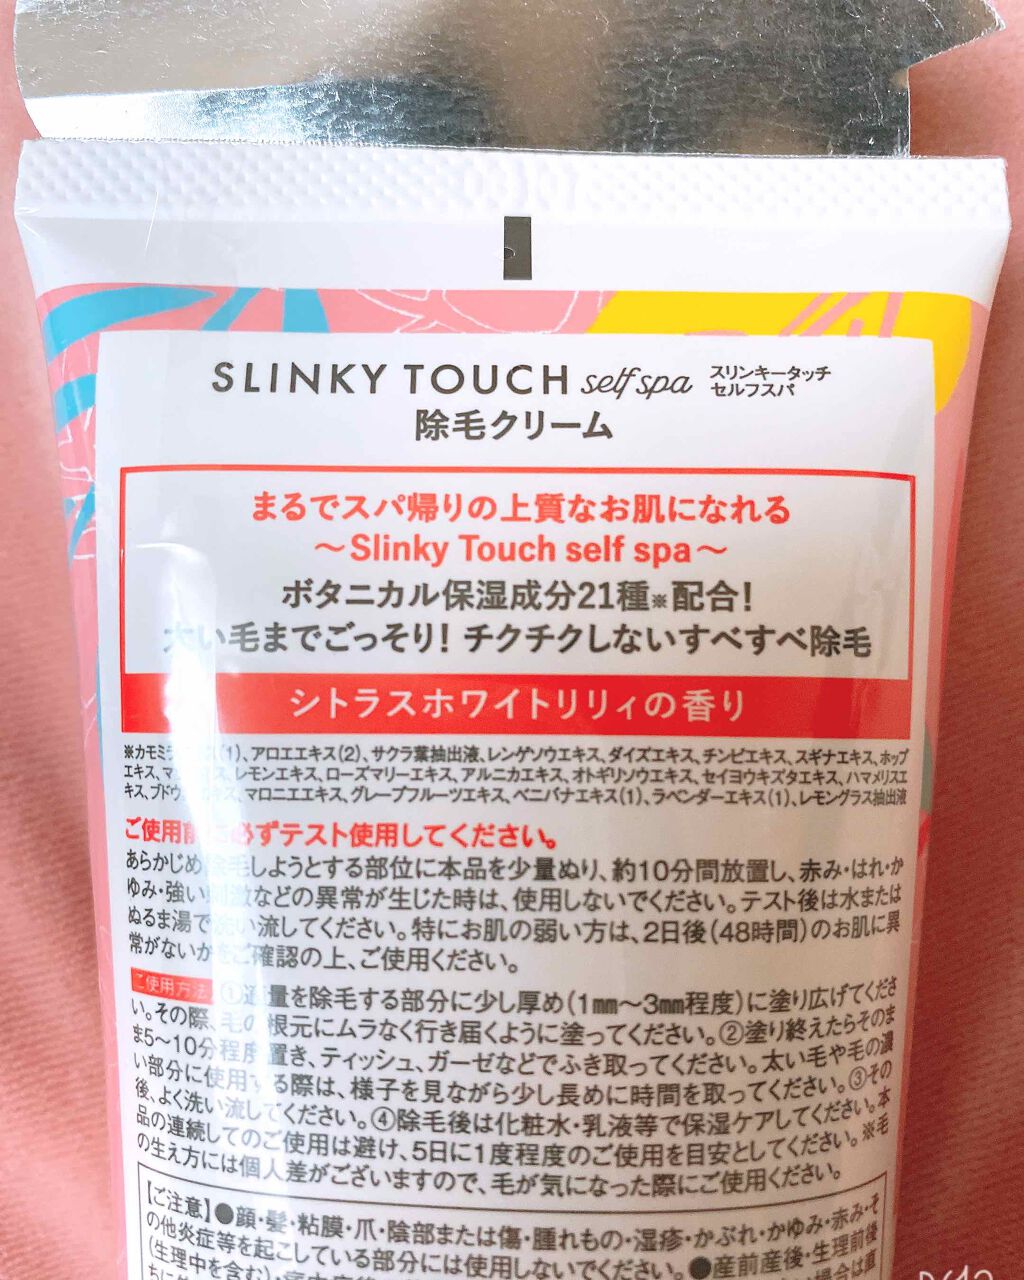 SLINKY TOUCH self spa スリンキータッチ
セルフスパ
除毛クリーム
まるでスパ帰りの上質なお肌になれる
～Slinky Touch self spa～
ボタニカル保湿成分21種※配合!
太い毛までごっそり! チクチクしないすべすべ除毛
シトラスホワイトリリィの香り
(1)、アロエエキス(2)、サクラ葉抽出液、レンゲソウエキス、ダイズエキス、チンピエキス、スギナエキス、ホップ
エキス、レモンエキス、ローズマリーエキス、アルニカエキス、オトギリソウエキス、セイヨウキズタエキス、ハマメリスエ
キス、マロニエエキス、グレープフルーツエキス、ベニバナエキス(1)、ラベンダーエキス(1)、レモングラス抽出液
ご使用前に必ずテスト使用してください。
あらかじめ除毛しようとする部位に本品を少量ぬり、約10分間放置し、赤み・はれ・か
ゆみ・強い刺激などの異常が生じた時は、使用しないでください。テスト後は水または
ぬるま湯で洗い流してください。特にお肌の弱い方は、2日後(48時間)のお肌に異
常がないかをご確認の上、ご使用ください。
ご使用方法 ①適量を除毛する部分に少し厚め(1㎜～3㎜程度)に塗り広げてくださ
い。その際、毛の根元にムラなく行き届くように塗ってください。②塗り終えたらそのま
ま5～10分程度置き、ティッシュ、ガーゼなどでふき取ってください。太い毛や毛の濃
い部分に使用する際は、様子を見ながら少し長めに時間を取ってください。③その
後、よく洗い流してください。④除毛後は化粧水・乳液等で保湿ケアしてください。本
品の連続してのご使用は避け、5日に1度程度のご使用を目安としてください。※毛
の生え方には個人差がございますので、毛が気になった際にご使用ください。
【ご注意】●顔・髪・粘膜・爪・陰部または傷・腫れもの・湿疹・かぶれ・かゆみ・赤み・そ
の他炎症等を起こしている部分には使用しないでください。●産前産後・生理前後
(生理中を含む)・